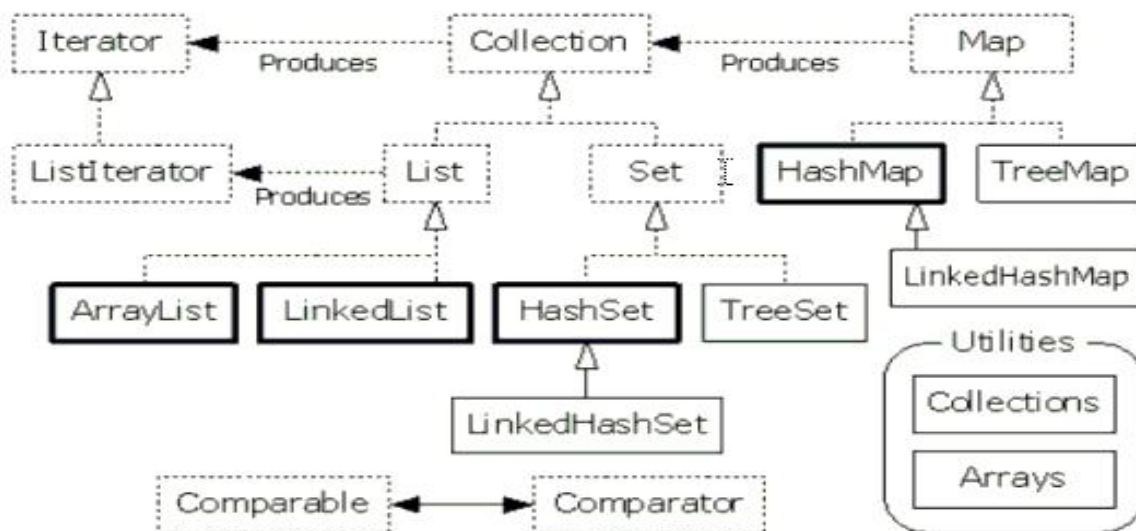 Iterator
Produces
Collection
Produces
Map
ListIterator
Produces
List
Set
HashMap
TreeMap
LinkedHashMap
ArrayList
LinkedList
HashSet
TreeSet
LinkedHashSet
Utilities
Collections
Arrays
Comparable
Comparator